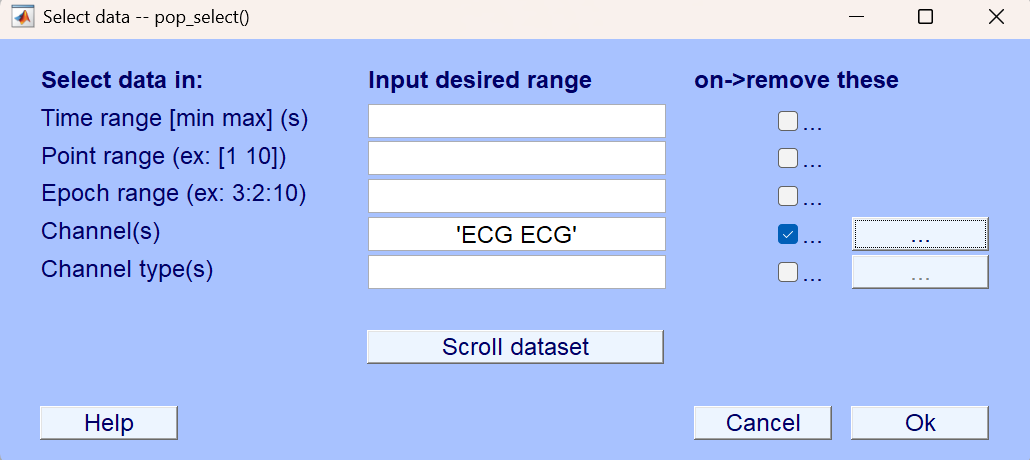 Select data -- pop_select()
Select data in: Input desired range on->remove these
Time range [min max] (s) ...
Point range (ex: [1 10]) ...
Epoch range (ex: 3:2:10) ...
Channel(s) 'ECG ECG' ... ...
Channel type(s) ... ...
Scroll dataset
Help Cancel Ok